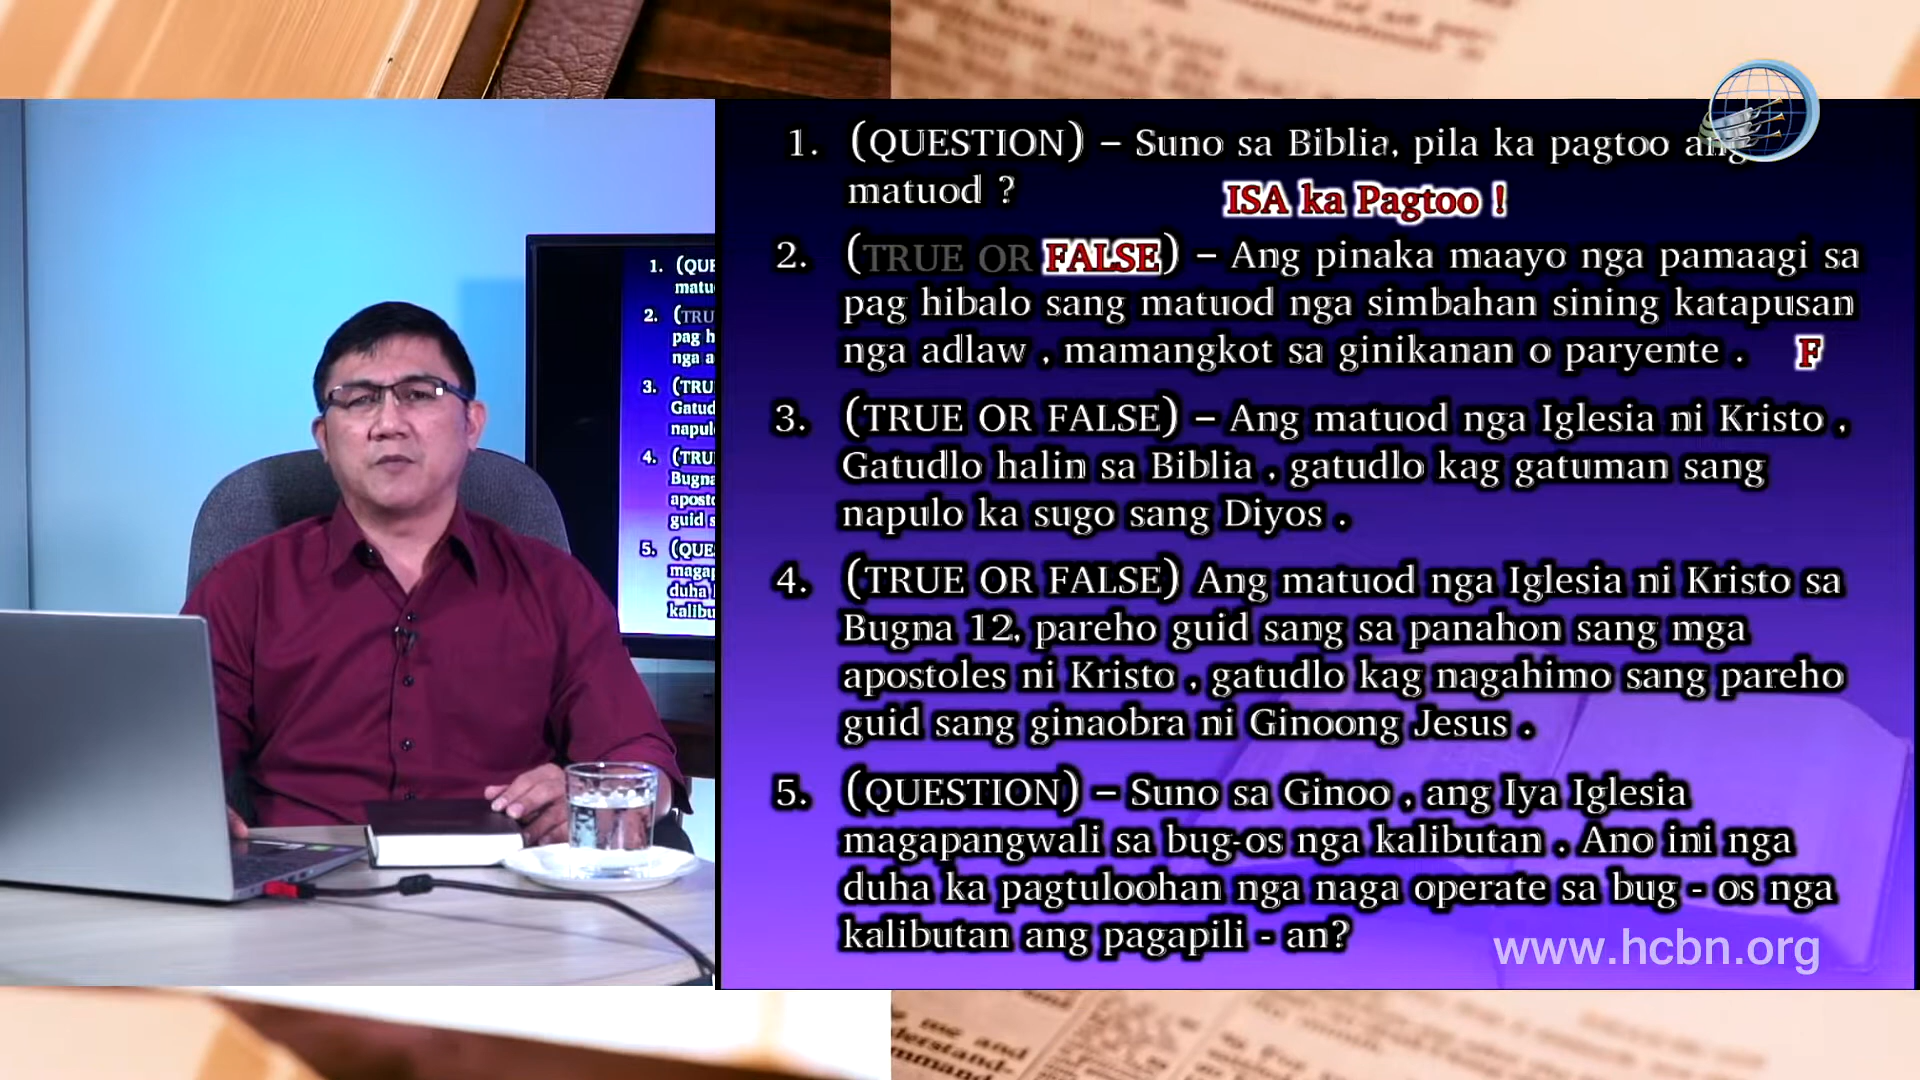 1. (QUESTION) – Suno sa Biblia, pila ka pagtoo ang
matuod ?
ISA ka Pagtoo !
2. (TRUE OR FALSE) – Ang pinaka maayo nga pamaagi sa
pag hibalo sang matuod nga simbahan sining katapusan
nga adlaw , mamangkot sa ginikanan o paryente . F
3. (TRUE OR FALSE) – Ang matuod nga Iglesia ni Kristo ,
Gatudlo halin sa Biblia , gatudlo kag gatuman sang
napulo ka sugo sang Diyos .
4. (TRUE OR FALSE) Ang matuod nga Iglesia ni Kristo sa
Bugna 12, pareho guid sang sa panahon sang mga
apostoles ni Kristo , gatudlo kag nagahimo sang pareho
guid sang ginaobra ni Ginoong Jesus .
5. (QUESTION) – Suno sa Ginoo , ang Iya Iglesia
magapangwali sa bug-os nga kalibutan . Ano ini nga
duha ka pagtuloohan nga naga operate sa bug - os nga
kalibutan ang pagapili - an?
www.hcbn.org